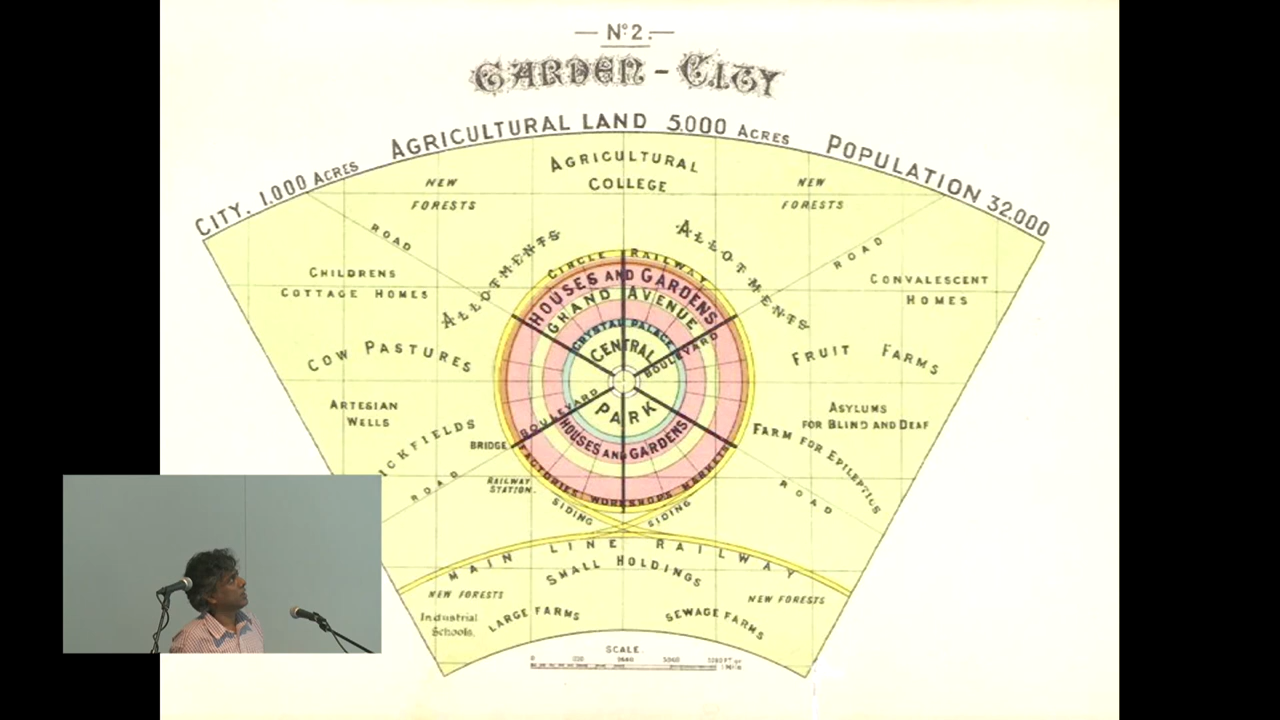 — Nº 2. —
GARDEN - CITY
CITY. 1,000 ACRES AGRICULTURAL LAND 5,000 ACRES POPULATION 32,000
AGRICULTURAL
COLLEGE
NEW
FORESTS
NEW
FORESTS
ROAD
ROAD
ALLOTMENTS
ALLOTMENTS
CHILDRENS
COTTAGE HOMES
CONVALESCENT
HOMES
CIRCLE RAILWAY
HOUSES AND GARDENS
GRAND AVENUE
CRYSTAL PALACE
CENTRAL
BOULEVARD
COW PASTURES
FRUIT FARMS
ARTESIAN
WELLS
ASYLUMS
FOR BLIND AND DEAF
BOULEVARD
PARK
HOUSES AND GARDENS
BRIDGE
FARM FOR EPILEPTICS
ROAD
ROAD
RAILWAY
STATION.
FACTORIES WORKSHOPS MARKETS
SIDING
SIDING
MAIN LINE RAILWAY
SMALL HOLDINGS
NEW FORESTS
NEW FORESTS
Industrial
Schools.
LARGE FARMS
SEWAGE FARMS
SCALE.